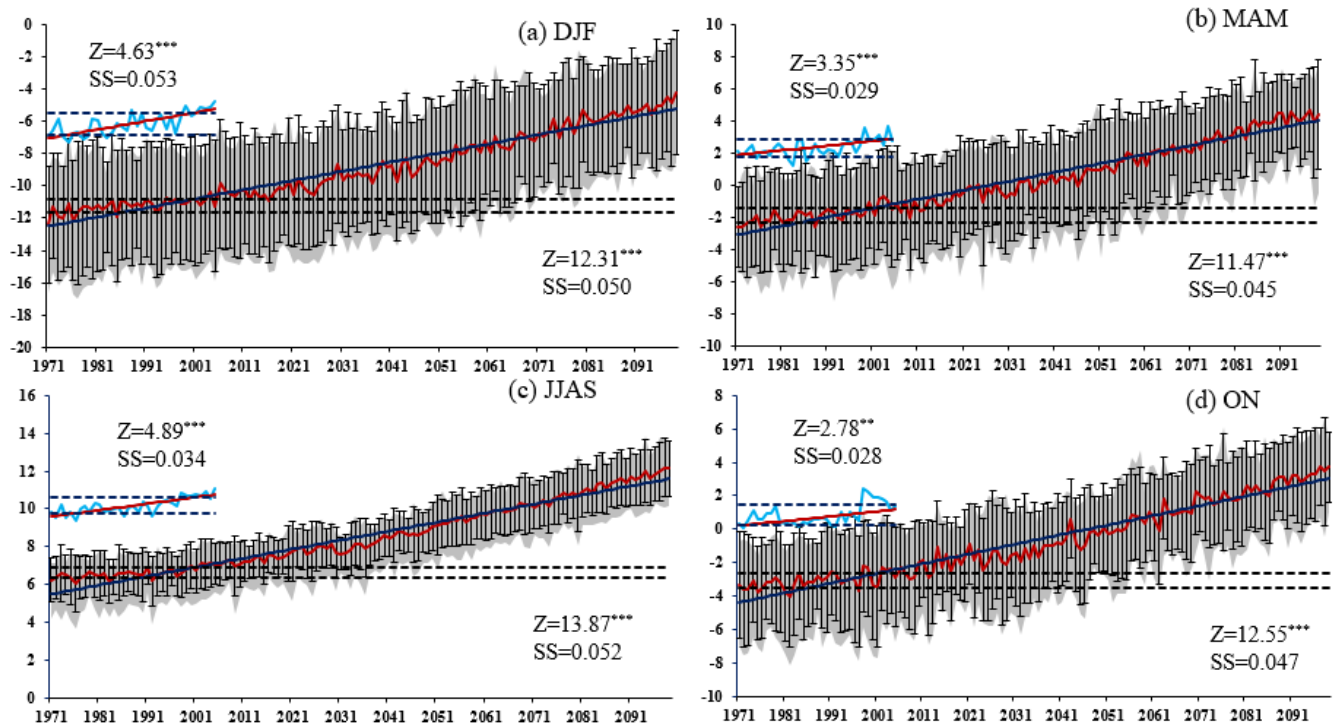 (a) DJF
0
-2
-4
-6
-8
-10
-12
-14
-16
-18
-20
Z=4.63***
SS=0.053
Z=12.31***
SS=0.050
1971 1981 1991 2001 2011 2021 2031 2041 2051 2061 2071 2081 2091
(b) MAM
10
8
6
4
2
0
-2
-4
-6
-8
-10
Z=3.35***
SS=0.029
Z=11.47***
SS=0.045
1971 1981 1991 2001 2011 2021 2031 2041 2051 2061 2071 2081 2091
(c) JJAS
16
14
12
10
8
6
4
2
0
Z=4.89***
SS=0.034
Z=13.87***
SS=0.052
1971 1981 1991 2001 2011 2021 2031 2041 2051 2061 2071 2081 2091
(d) ON
8
6
4
2
0
-2
-4
-6
-8
-10
Z=2.78**
SS=0.028
Z=12.55***
SS=0.047
1971 1981 1991 2001 2011 2021 2031 2041 2051 2061 2071 2081 2091